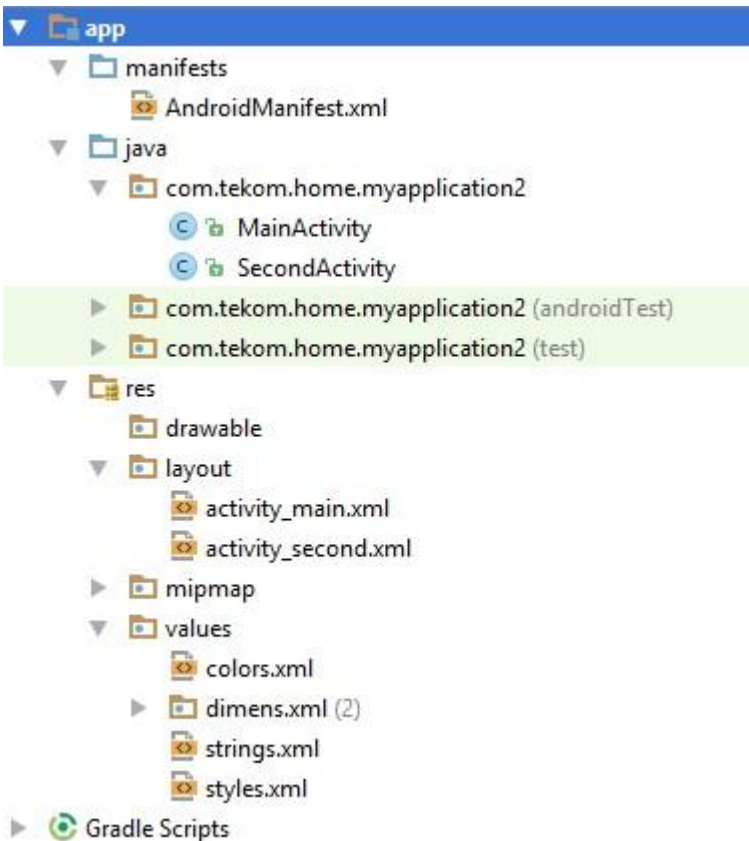 app
manifests
AndroidManifest.xml
java
com.tekom.home.myapplication2
MainActivity
SecondActivity
com.tekom.home.myapplication2 (androidTest)
com.tekom.home.myapplication2 (test)
res
drawable
layout
activity_main.xml
activity_second.xml
mipmap
values
colors.xml
dimens.xml (2)
strings.xml
styles.xml
Gradle Scripts